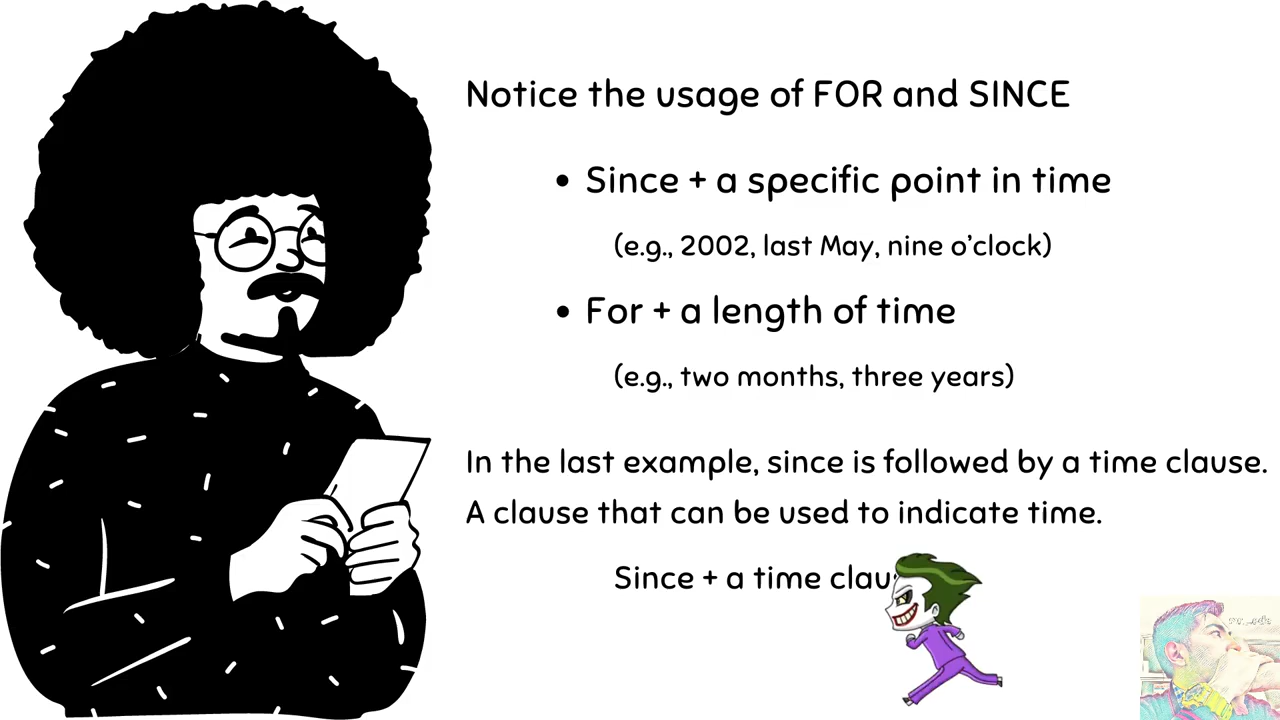 Notice the usage of FOR and SINCE
• Since + a specific point in time
(e.g., 2002, last May, nine o'clock)
• For + a length of time
(e.g., two months, three years)
In the last example, since is followed by a time clause.
A clause that can be used to indicate time.
Since + a time